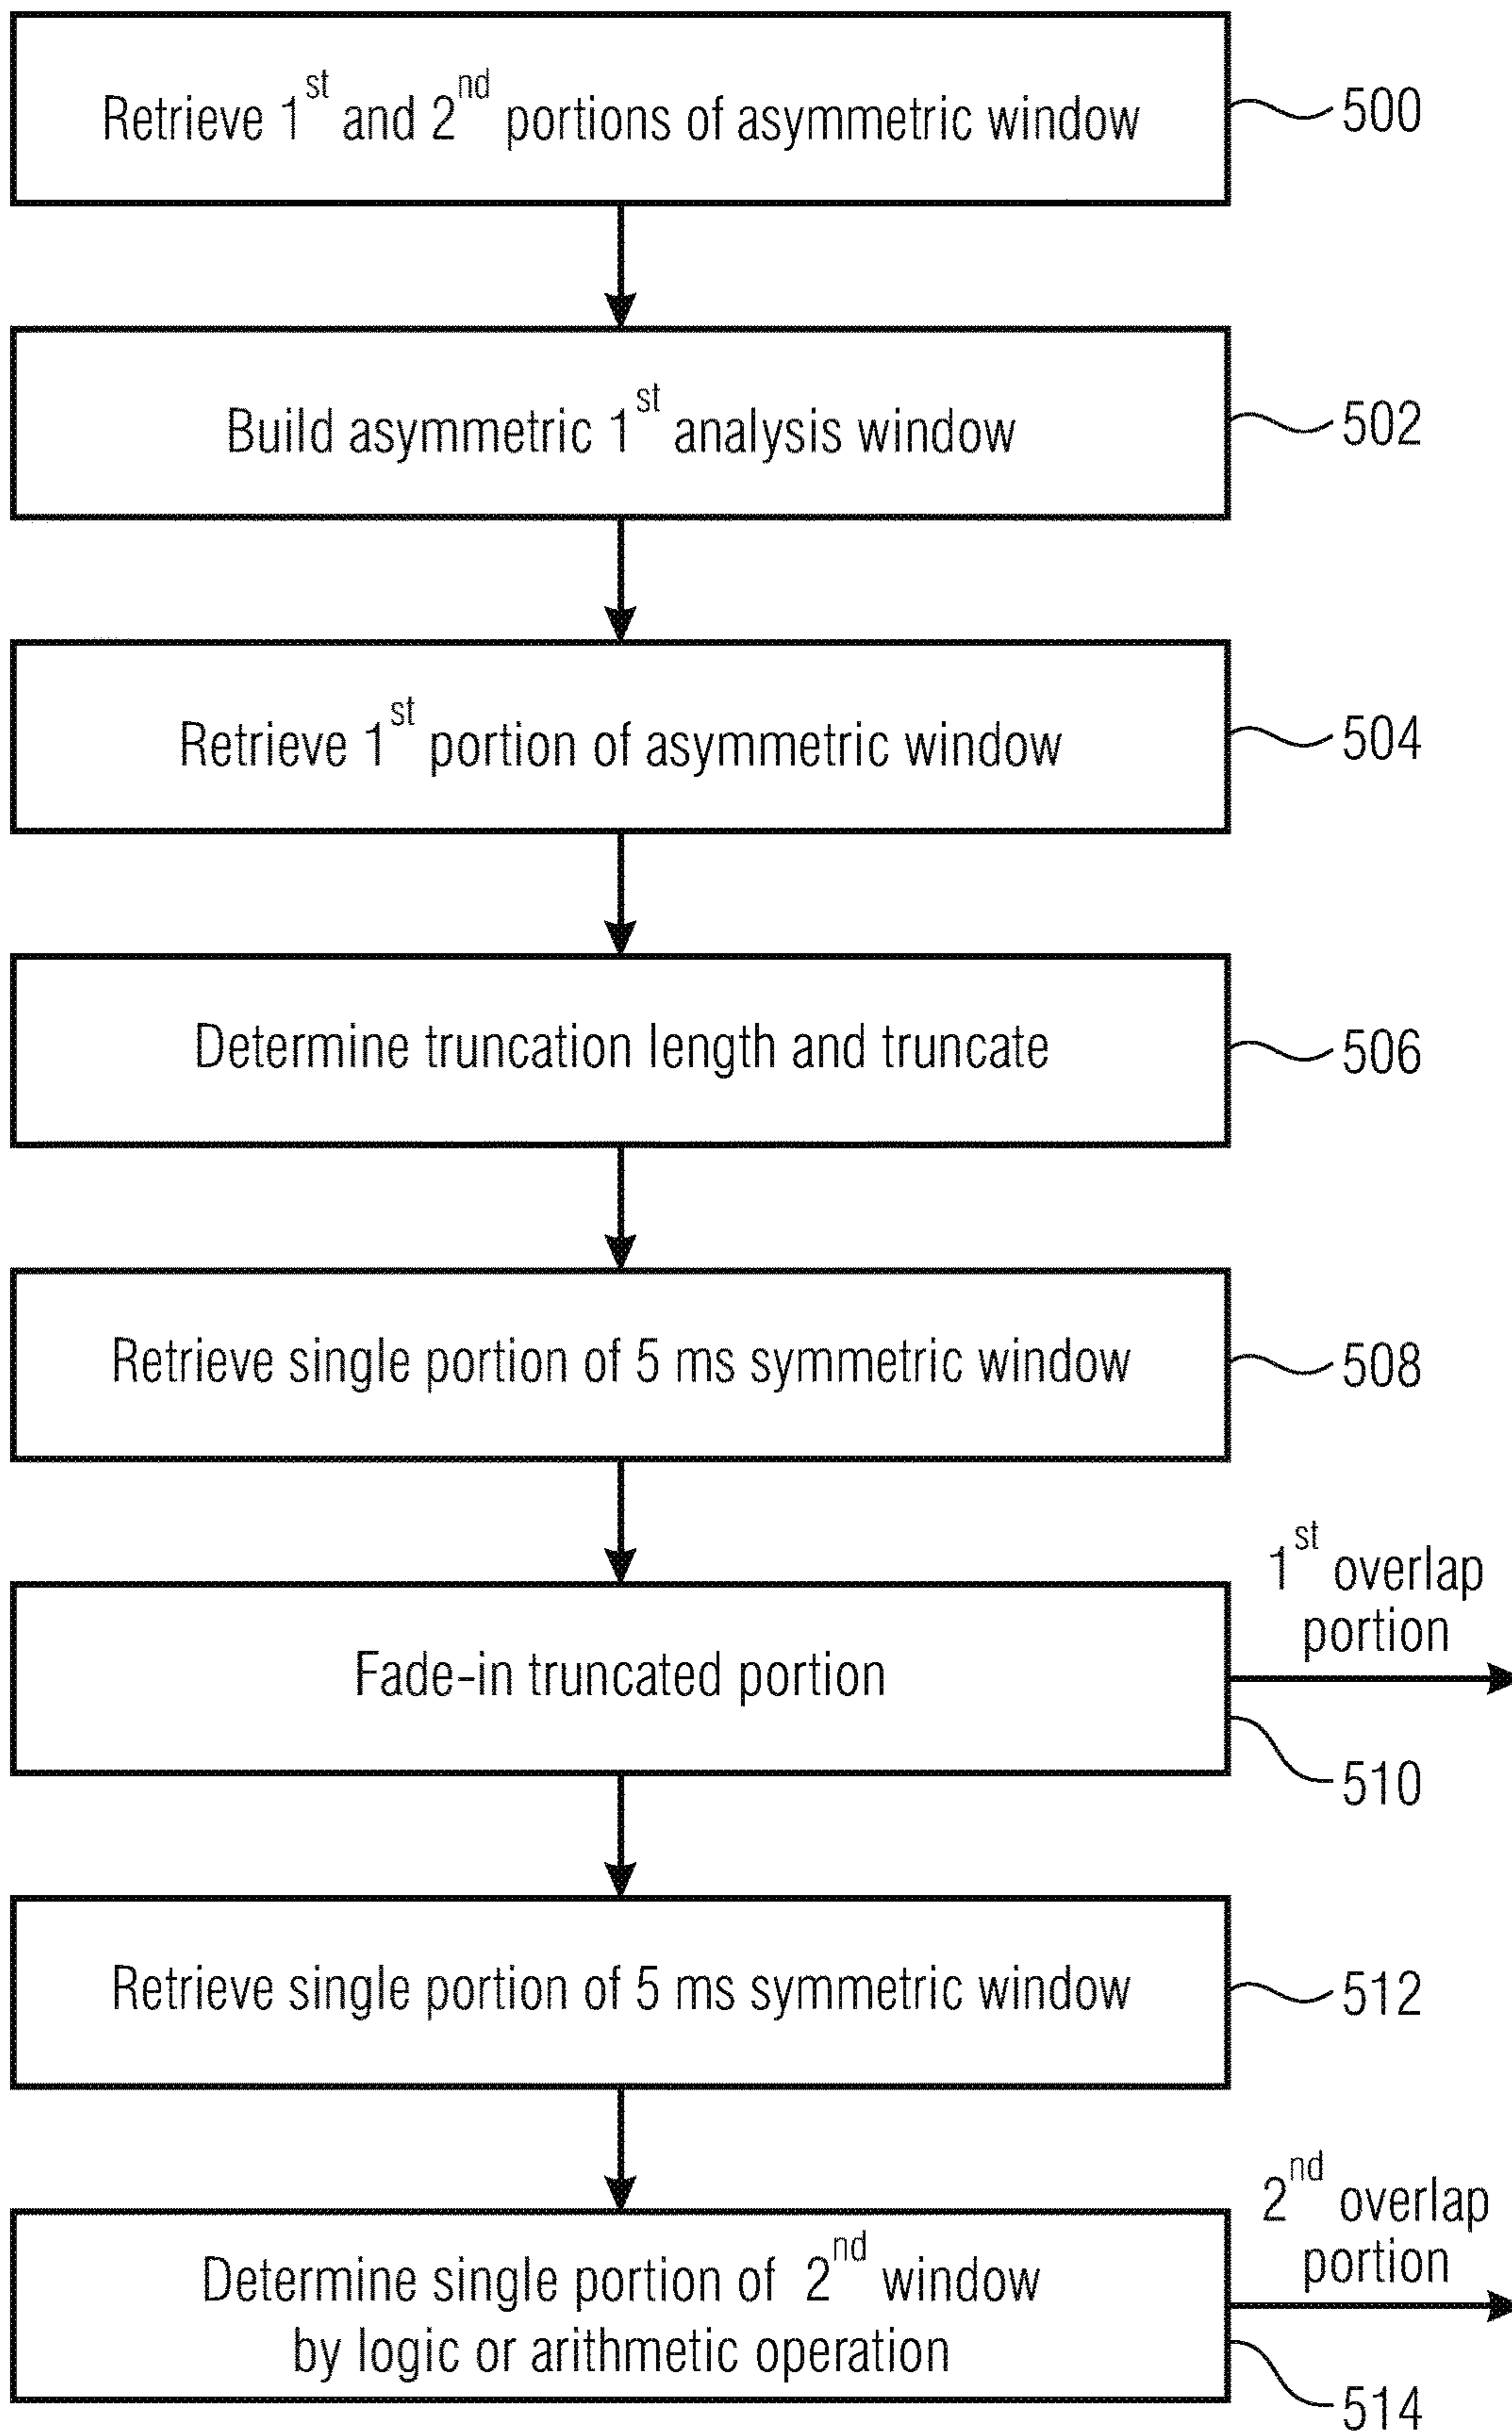 Retrieve 1st and 2nd portions of asymmetric window
500
Build asymmetric 1st analysis window
502
Retrieve 1st portion of asymmetric window
504
Determine truncation length and truncate
506
Retrieve single portion of 5 ms symmetric window
508
1st overlap
portion
Fade-in truncated portion
510
Retrieve single portion of 5 ms symmetric window
512
2nd overlap
portion
Determine single portion of 2nd window
by logic or arithmetic operation
514